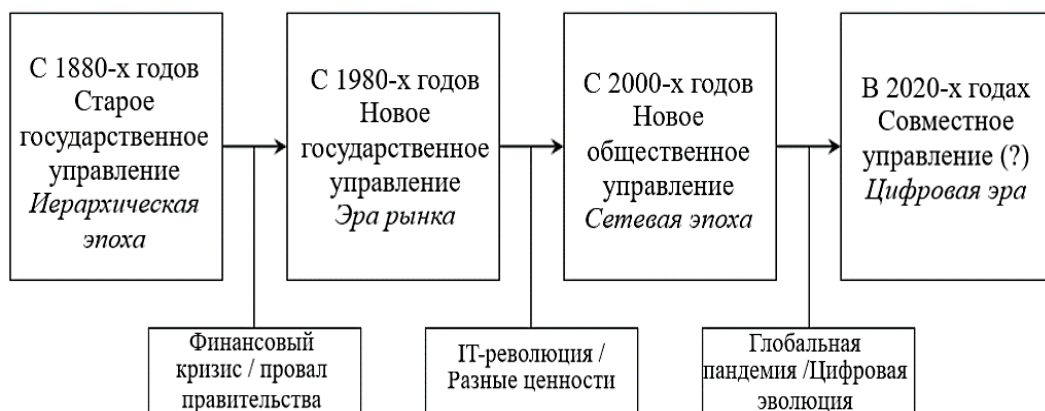 С 1880-х годов
Старое
государственное
управление
Иерархическая
эпоха
С 1980-х годов
Новое
государственное
управление
Эра рынка
С 2000-х годов
Новое
общественное
управление
Сетевая эпоха
В 2020-х годах
Совместное
управление (?)
Цифровая эра
Финансовый
кризис / провал
правительства
IT-революция /
Разные ценности
Глобальная
пандемия /Цифровая
эволюция